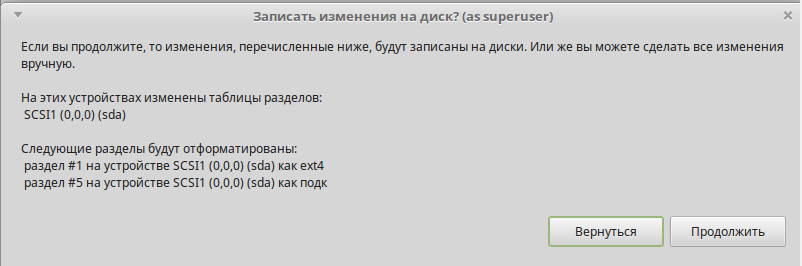 Записать изменения на диск? (as superuser)
Если вы продолжите, то изменения, перечисленные ниже, будут записаны на диски. Или же вы можете сделать все изменения
вручную.
На этих устройствах изменены таблицы разделов:
SCSI1 (0,0,0) (sda)
Следующие разделы будут отформатированы:
раздел #1 на устройстве SCSI1 (0,0,0) (sda) как ext4
раздел #5 на устройстве SCSI1 (0,0,0) (sda) как подк
Вернуться
Продолжить